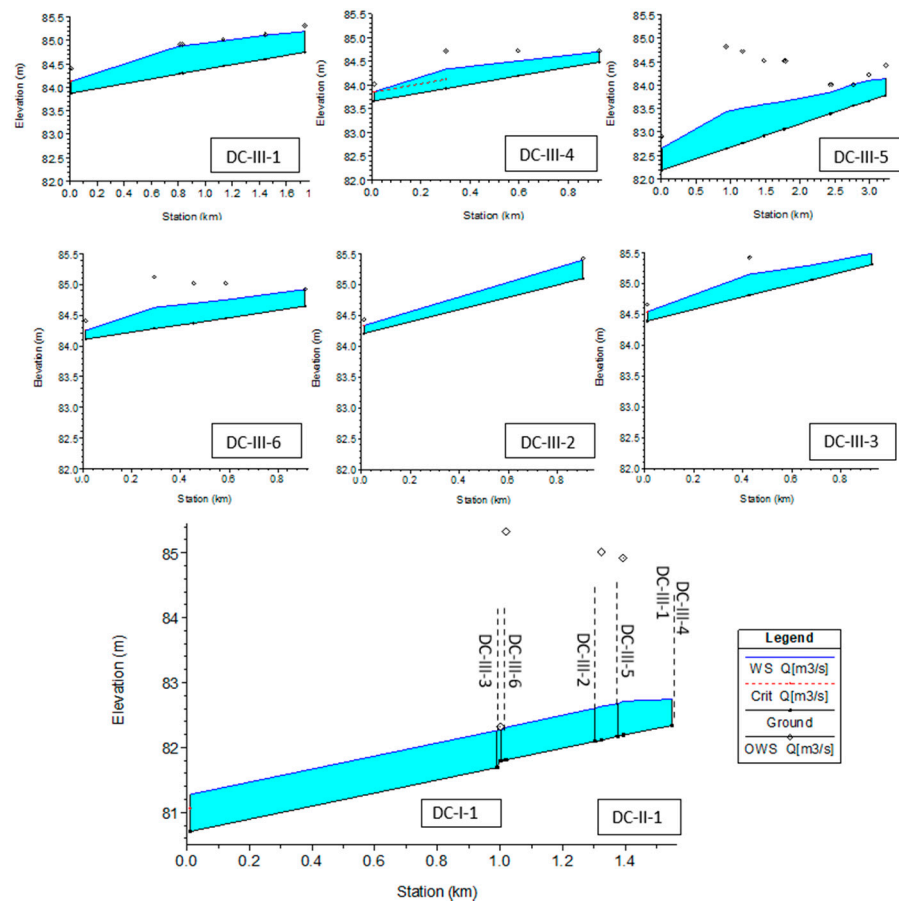 85.5
85.0
84.5
84.0
83.5
83.0
82.5
82.0
Elevation (m)
0.0 0.2 0.4 0.6 0.8 1.0 1.2 1.4 1.6
Station (km)
DC-III-1
85.5
85.0
84.5
84.0
83.5
83.0
82.5
82.0
Elevation (m)
0.0 0.2 0.4 0.6 0.8
Station (km)
DC-III-4
85.5
85.0
84.5
84.0
83.5
83.0
82.5
82.0
Elevation (m)
0.0 0.5 1.0 1.5 2.0 2.5 3.0
Station (km)
DC-III-5
85.5
85.0
84.5
84.0
83.5
83.0
82.5
82.0
Elevation (m)
0.2 0.4 0.6 0.8
Station (km)
DC-III-6
85.5
85.0
84.5
84.0
83.5
83.0
82.5
82.0
Elevation (m)
0.2 0.4 0.6 0.8
Station (km)
DC-III-2
85.5
85.0
84.5
84.0
83.5
83.0
82.5
82.0
Elevation (m)
0.2 0.4 0.6 0.8
Station (km)
DC-III-3
85
84
83
82
81
Elevation (m)
DC-III-3
DC-III-6
DC-III-2
DC-III-5
DC-III-1
DC-III-4
DC-I-1
DC-II-1
0.0 0.2 0.4 0.6 0.8 1.0 1.2 1.4
Station (km)
Legend
WS Q[m3/s]
Crit Q[m3/s]
Ground
OWS Q[m3/s]